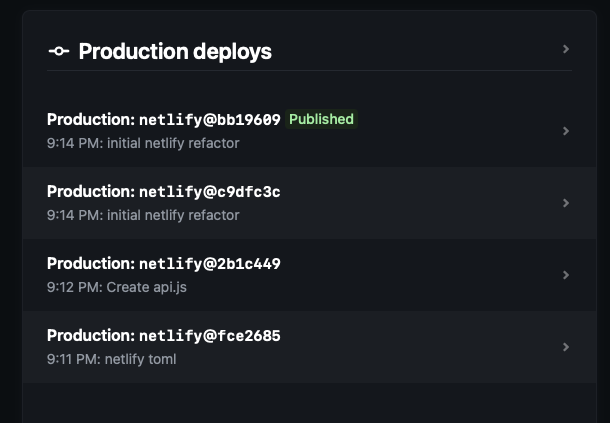 Production deploys
Production: netlify@bb19609 Published
9:14 PM: initial netlify refactor
Production: netlify@c9dfc3c
9:14 PM: initial netlify refactor
Production: netlify@2b1c449
9:12 PM: Create api.js
Production: netlify@fce2685
9:11 PM: netlify toml